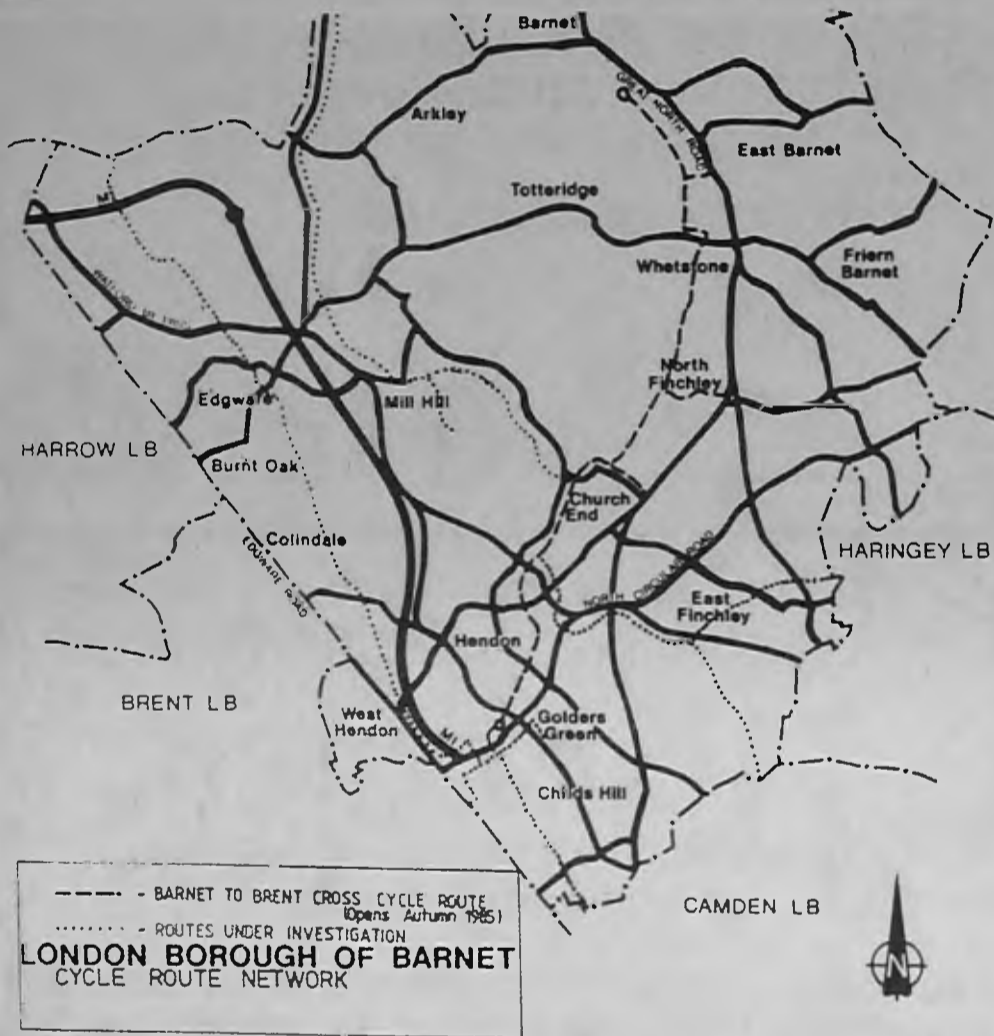 Barnet
GREAT NORTH ROAD
Arkley
East Barnet
Totteridge
M1
Whetstone
Friern
Barnet
WATFORD BY PASS
North
Finchley
Edgware
Mill Hill
HARROW LB
Burnt Oak
Church
End
Colindale
EDGWARE ROAD
HARINGEY LB
NORTH CIRCULAR ROAD
East
Finchley
Hendon
BRENT LB
West
Hendon
M1
Golders
Green
Childs Hill
CAMDEN LB
- BARNET TO BRENT CROSS CYCLE ROUTE
(Opens Autumn 1985)
- ROUTES UNDER INVESTIGATION
LONDON BOROUGH OF BARNET
CYCLE ROUTE NETWORK
N